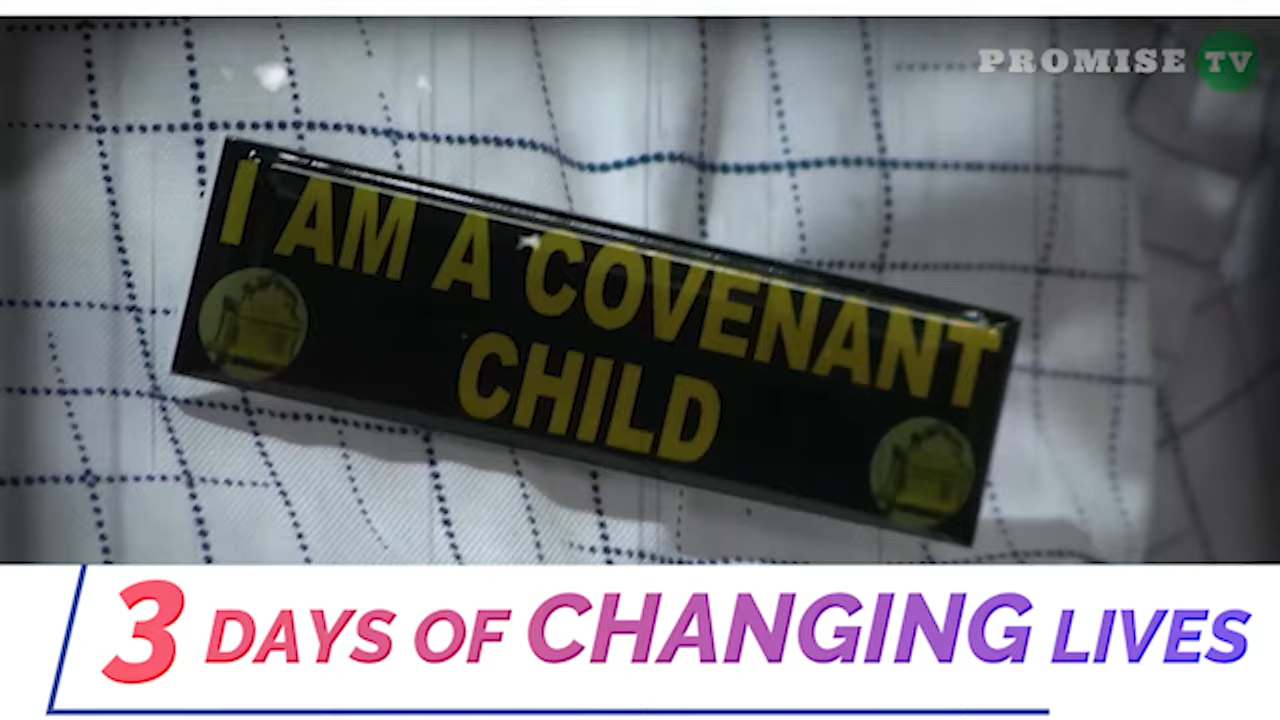 PROMISE TV
I AM A COVENANT
CHILD
3 DAYS OF CHANGING LIVES